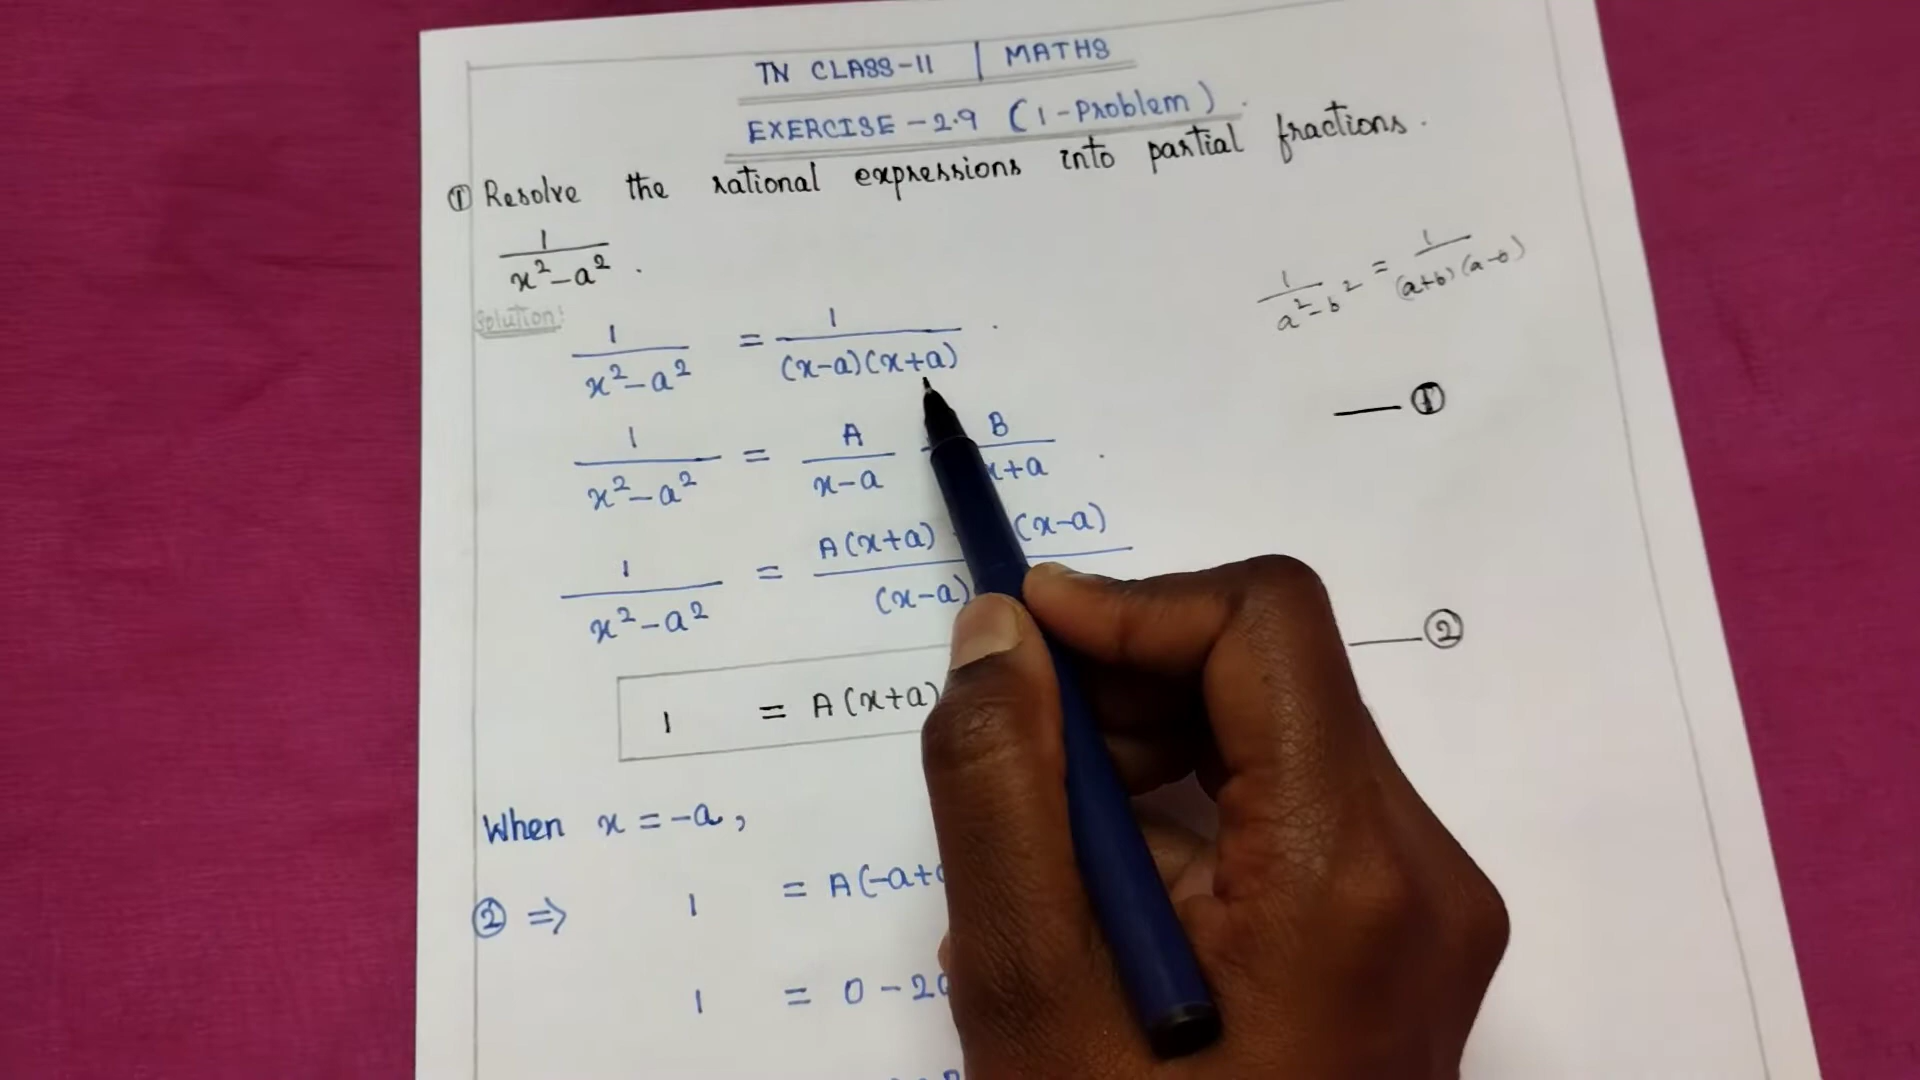 TN CLASS-11 | MATHS
EXERCISE - 2.9 (1-Problem).
① Resolve the rational expressions into partial fractions.
1/(x²-a²).
Solution:
1/(a²-b²) = 1/(a+b)(a-b)
1/(x²-a²) = 1/((x-a)(x+a)).
1/(x²-a²) = A/(x-a) B/(x+a). — ①
1/(x²-a²) = A(x+a) (x-a)/(x-a)
1 = A(x+a) — ②
When x = -a,
② ⇒ 1 = A(-a+
1 = 0 - 2a